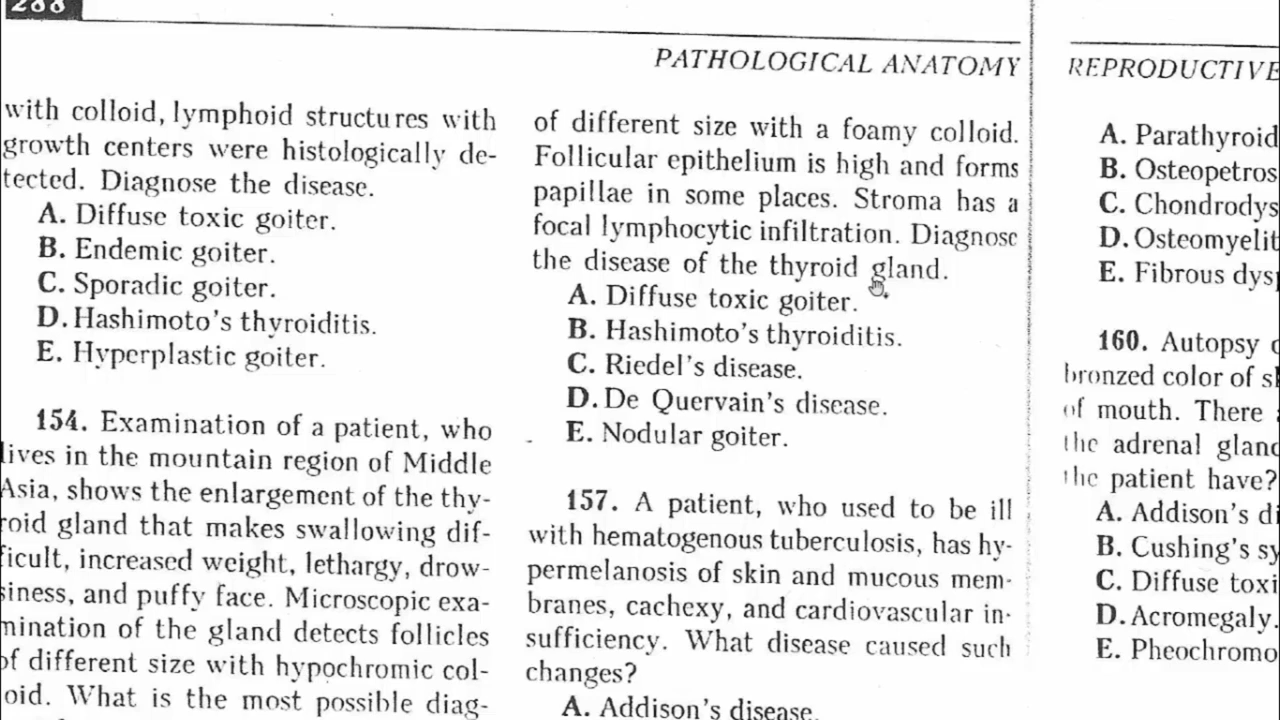 288
PATHOLOGICAL ANATOMY
with colloid, lymphoid structures with
growth centers were histologically de-
tected. Diagnose the disease.
A. Diffuse toxic goiter.
B. Endemic goiter.
C. Sporadic goiter.
D. Hashimoto's thyroiditis.
E. Hyperplastic goiter.
154. Examination of a patient, who
lives in the mountain region of Middle
Asia, shows the enlargement of the thy-
roid gland that makes swallowing dif-
ficult, increased weight, lethargy, drow-
siness, and puffy face. Microscopic exa-
mination of the gland detects follicles
of different size with hypochromic col-
oid. What is the most possible diag-
of different size with a foamy colloid.
Follicular epithelium is high and forms
papillae in some places. Stroma has a
focal lymphocytic infiltration. Diagnose
the disease of the thyroid gland.
A. Diffuse toxic goiter.
B. Hashimoto's thyroiditis.
C. Riedel's disease.
D. De Quervain's disease.
E. Nodular goiter.
157. A patient, who used to be ill
with hematogenous tuberculosis, has hy-
permelanosis of skin and mucous mem-
branes, cachexy, and cardiovascular in-
sufficiency. What disease caused such
changes?
A. Addison's disease.
REPRODUCTIVE
A. Parathyroid
B. Osteopetros
C. Chondrodys
D. Osteomyelit
E. Fibrous dys
160. Autopsy
bronzed color of
of mouth. There
the adrenal gland
the patient have?
A. Addison's di
B. Cushing's sy
C. Diffuse toxi
D. Acromegaly.
E. Pheochromo